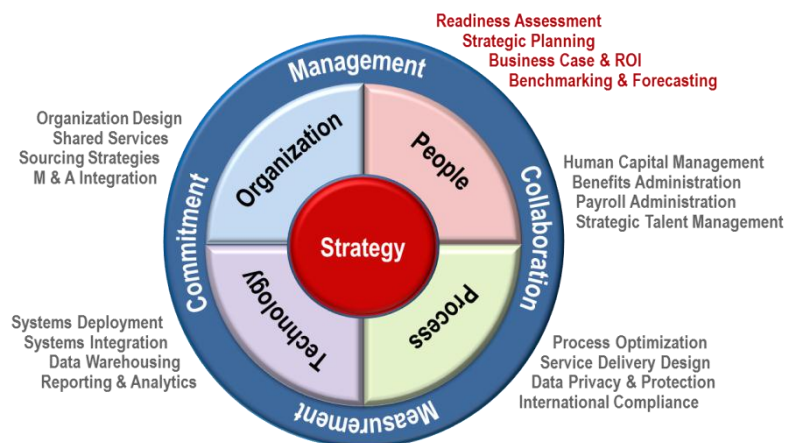 Readiness Assessment
Strategic Planning
Business Case & ROI
Benchmarking & Forecasting
Management
Organization Design
Shared Services
Sourcing Strategies
M & A Integration
Organization
People
Human Capital Management
Benefits Administration
Payroll Administration
Strategic Talent Management
Commitment
Strategy
Collaboration
Technology
Process
Systems Deployment
Systems Integration
Data Warehousing
Reporting & Analytics
Process Optimization
Service Delivery Design
Data Privacy & Protection
International Compliance
Measurement